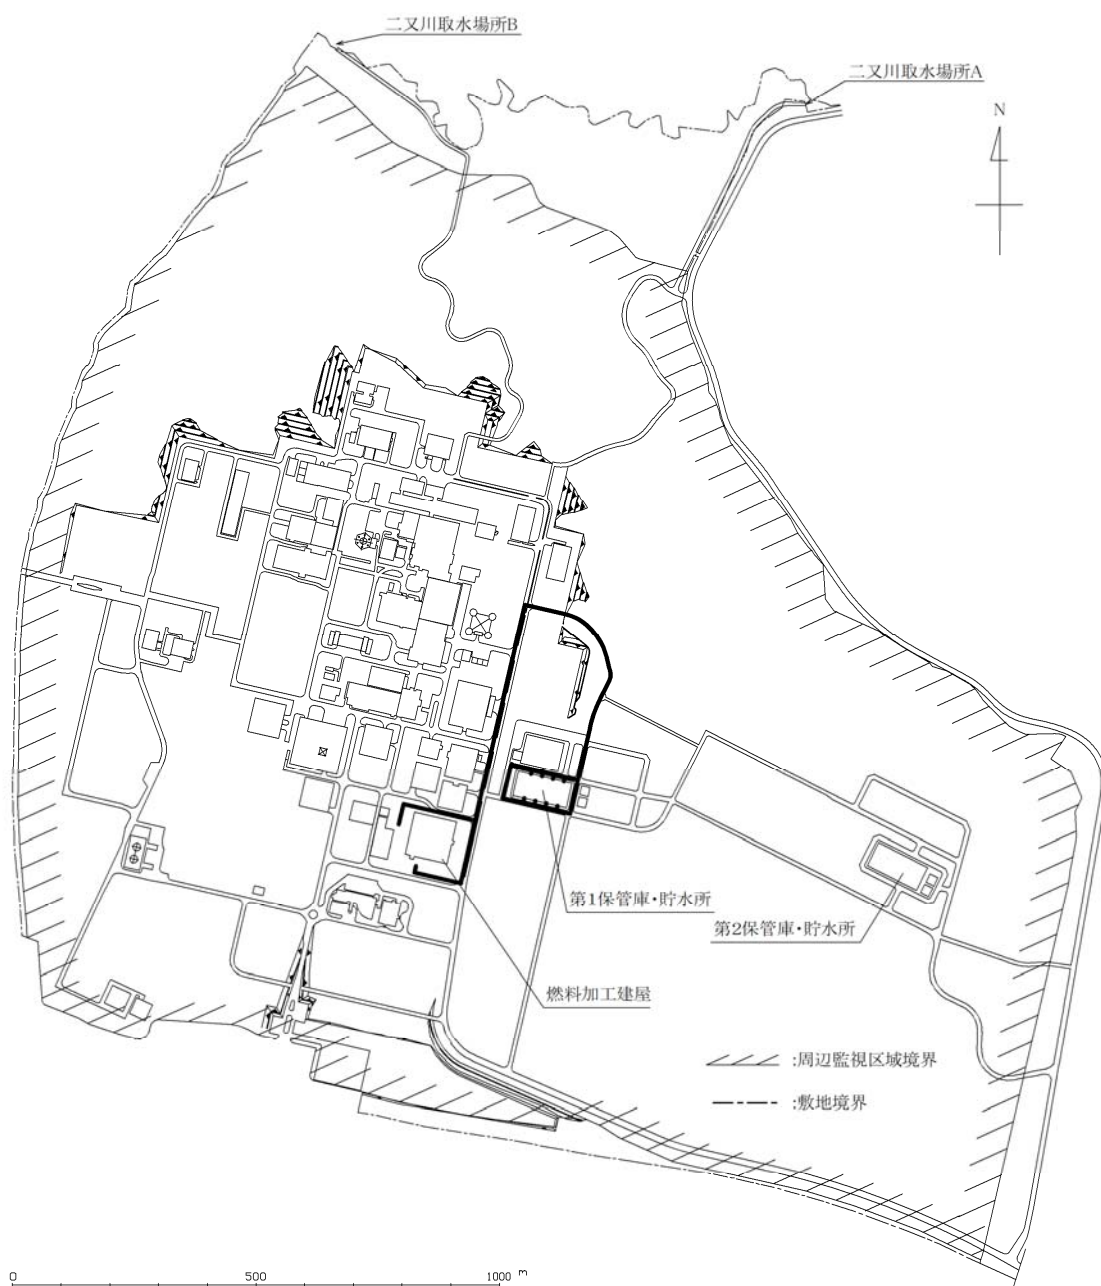 二又川取水場所B
二又川取水場所A
N
第1保管庫・貯水所
第2保管庫・貯水所
燃料加工建屋
:周辺監視区域境界
:敷地境界
0 500 1000 m